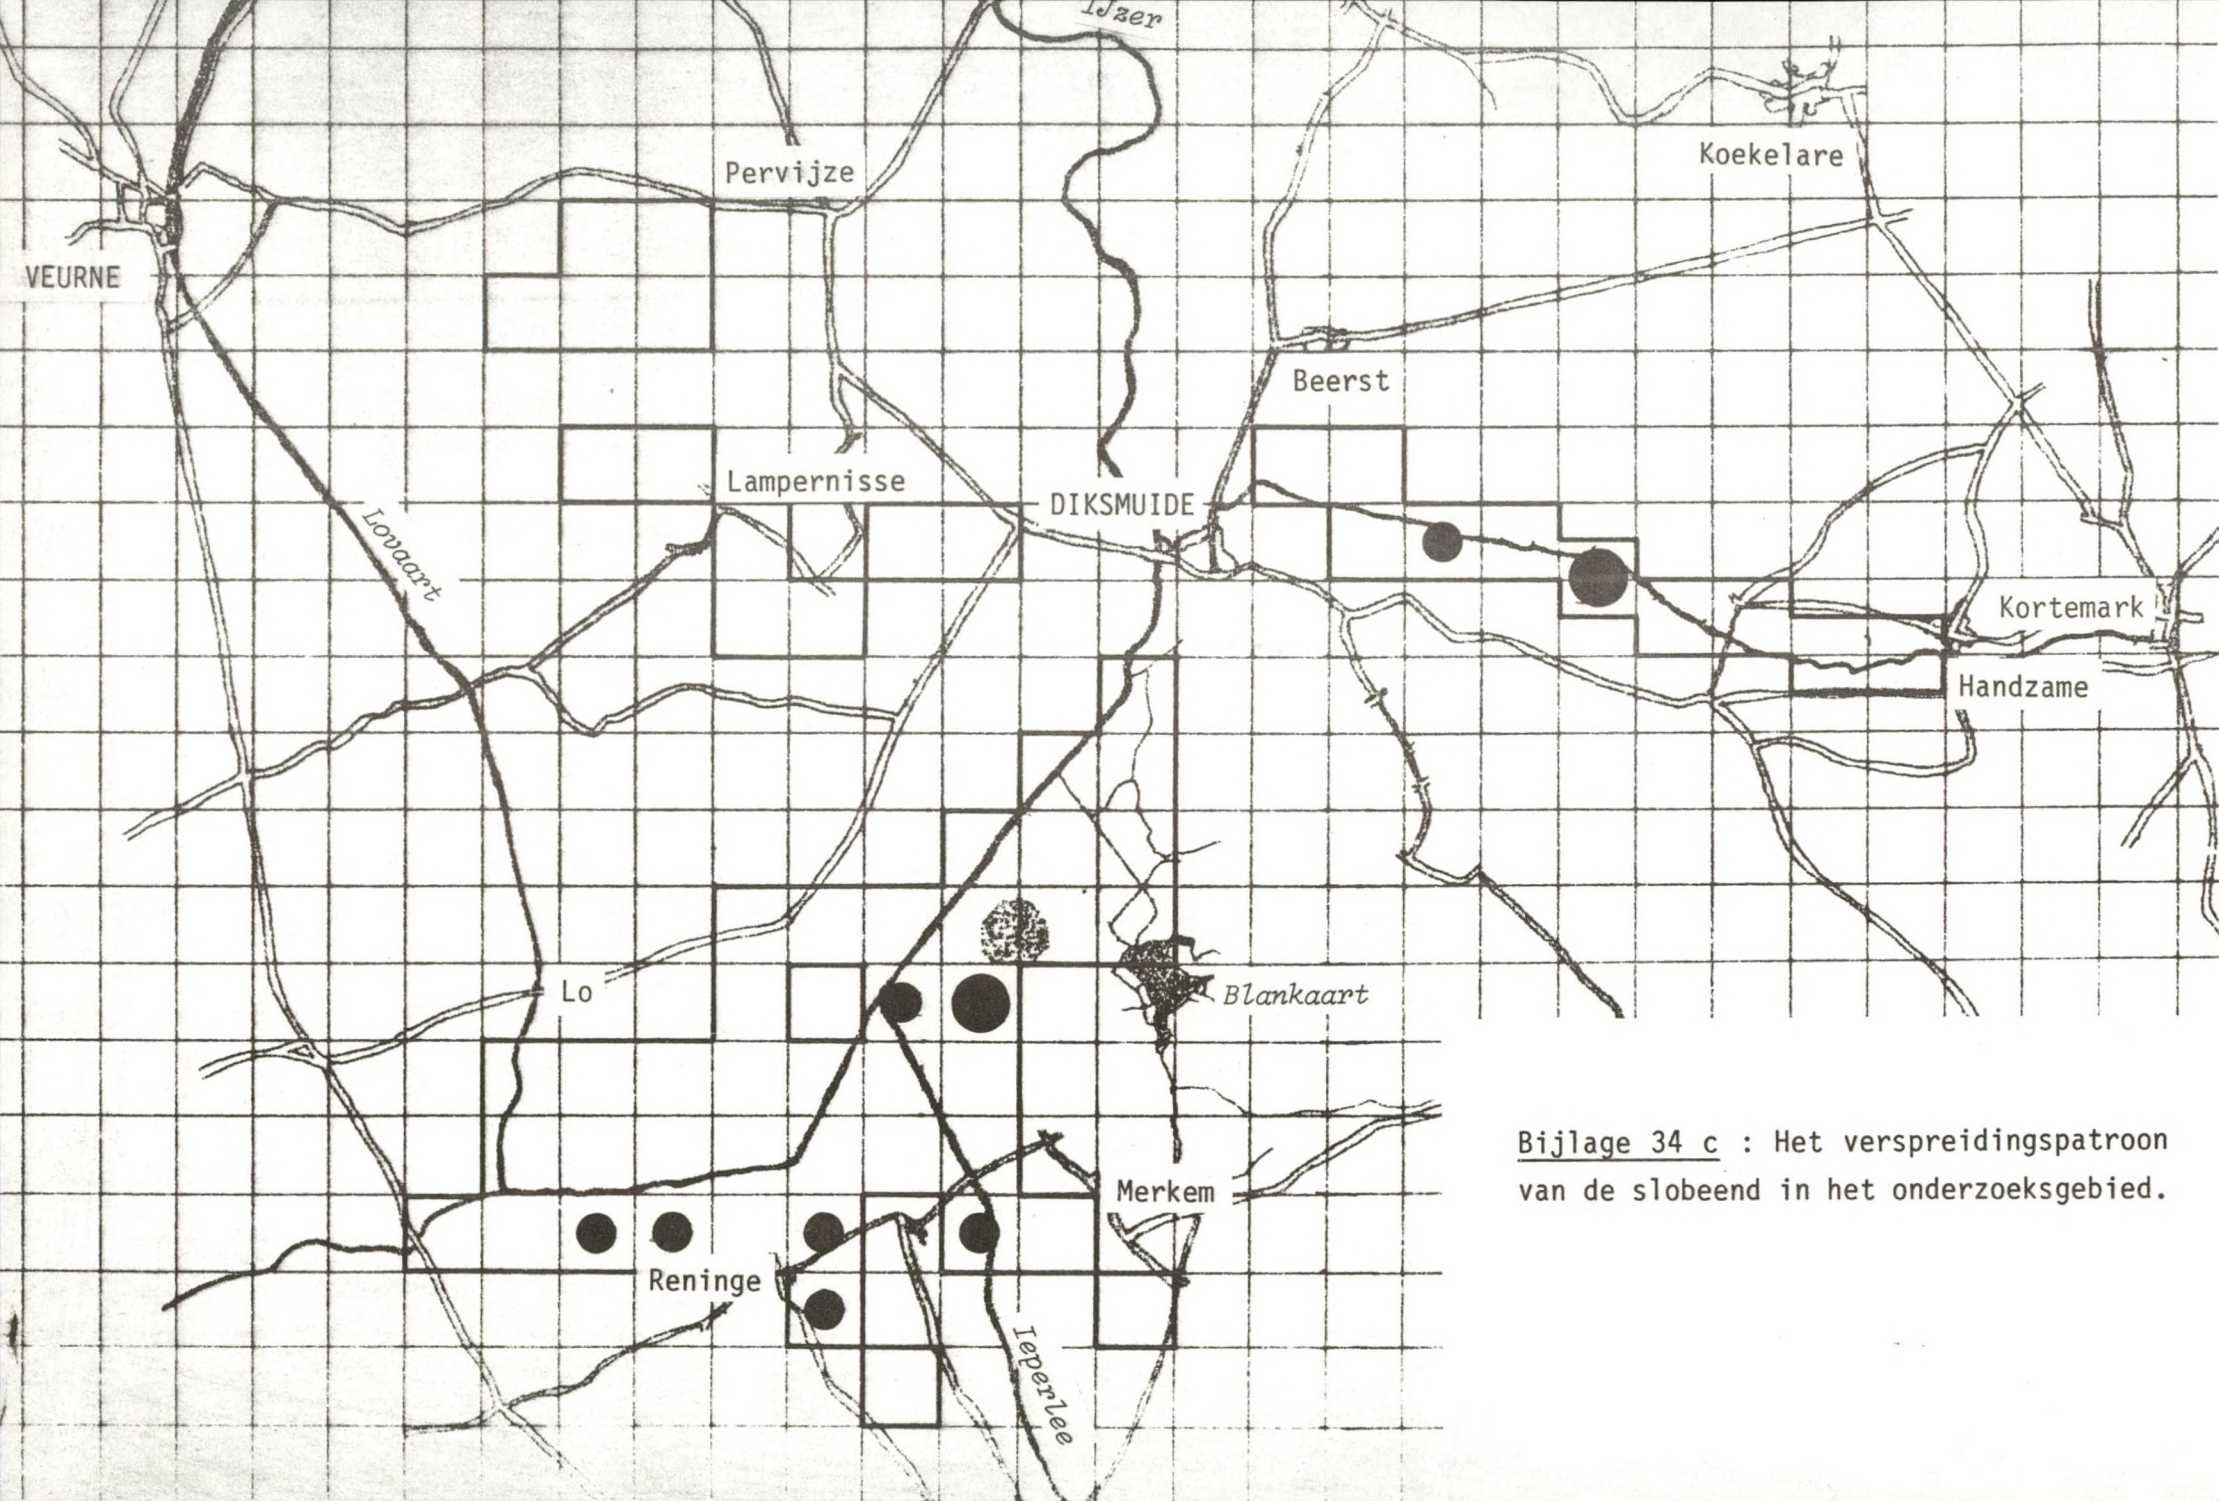 IJzer
Koekelare
Pervijze
VEURNE
Beerst
Lampernisse
DIKSMUIDE
Lovaart
Kortemark
Handzame
Lo
Blankaart
Bijlage 34 c : Het verspreidingspatroon
van de slobeend in het onderzoeksgebied.
Merkem
Reninge
Ieperlee